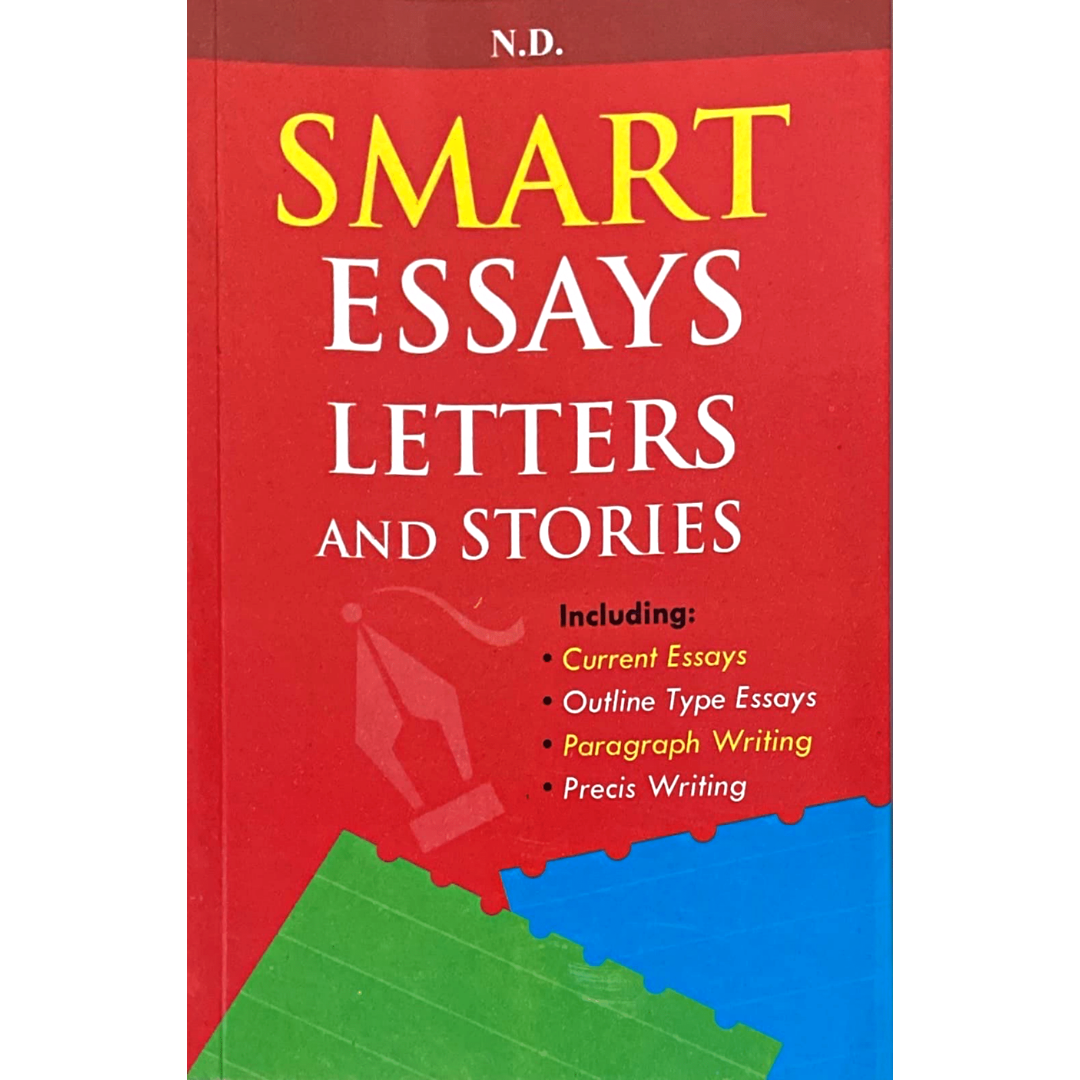 N.D.
SMART
ESSAYS
LETTERS
AND STORIES
Including:
• Current Essays
• Outline Type Essays
• Paragraph Writing
• Precis Writing